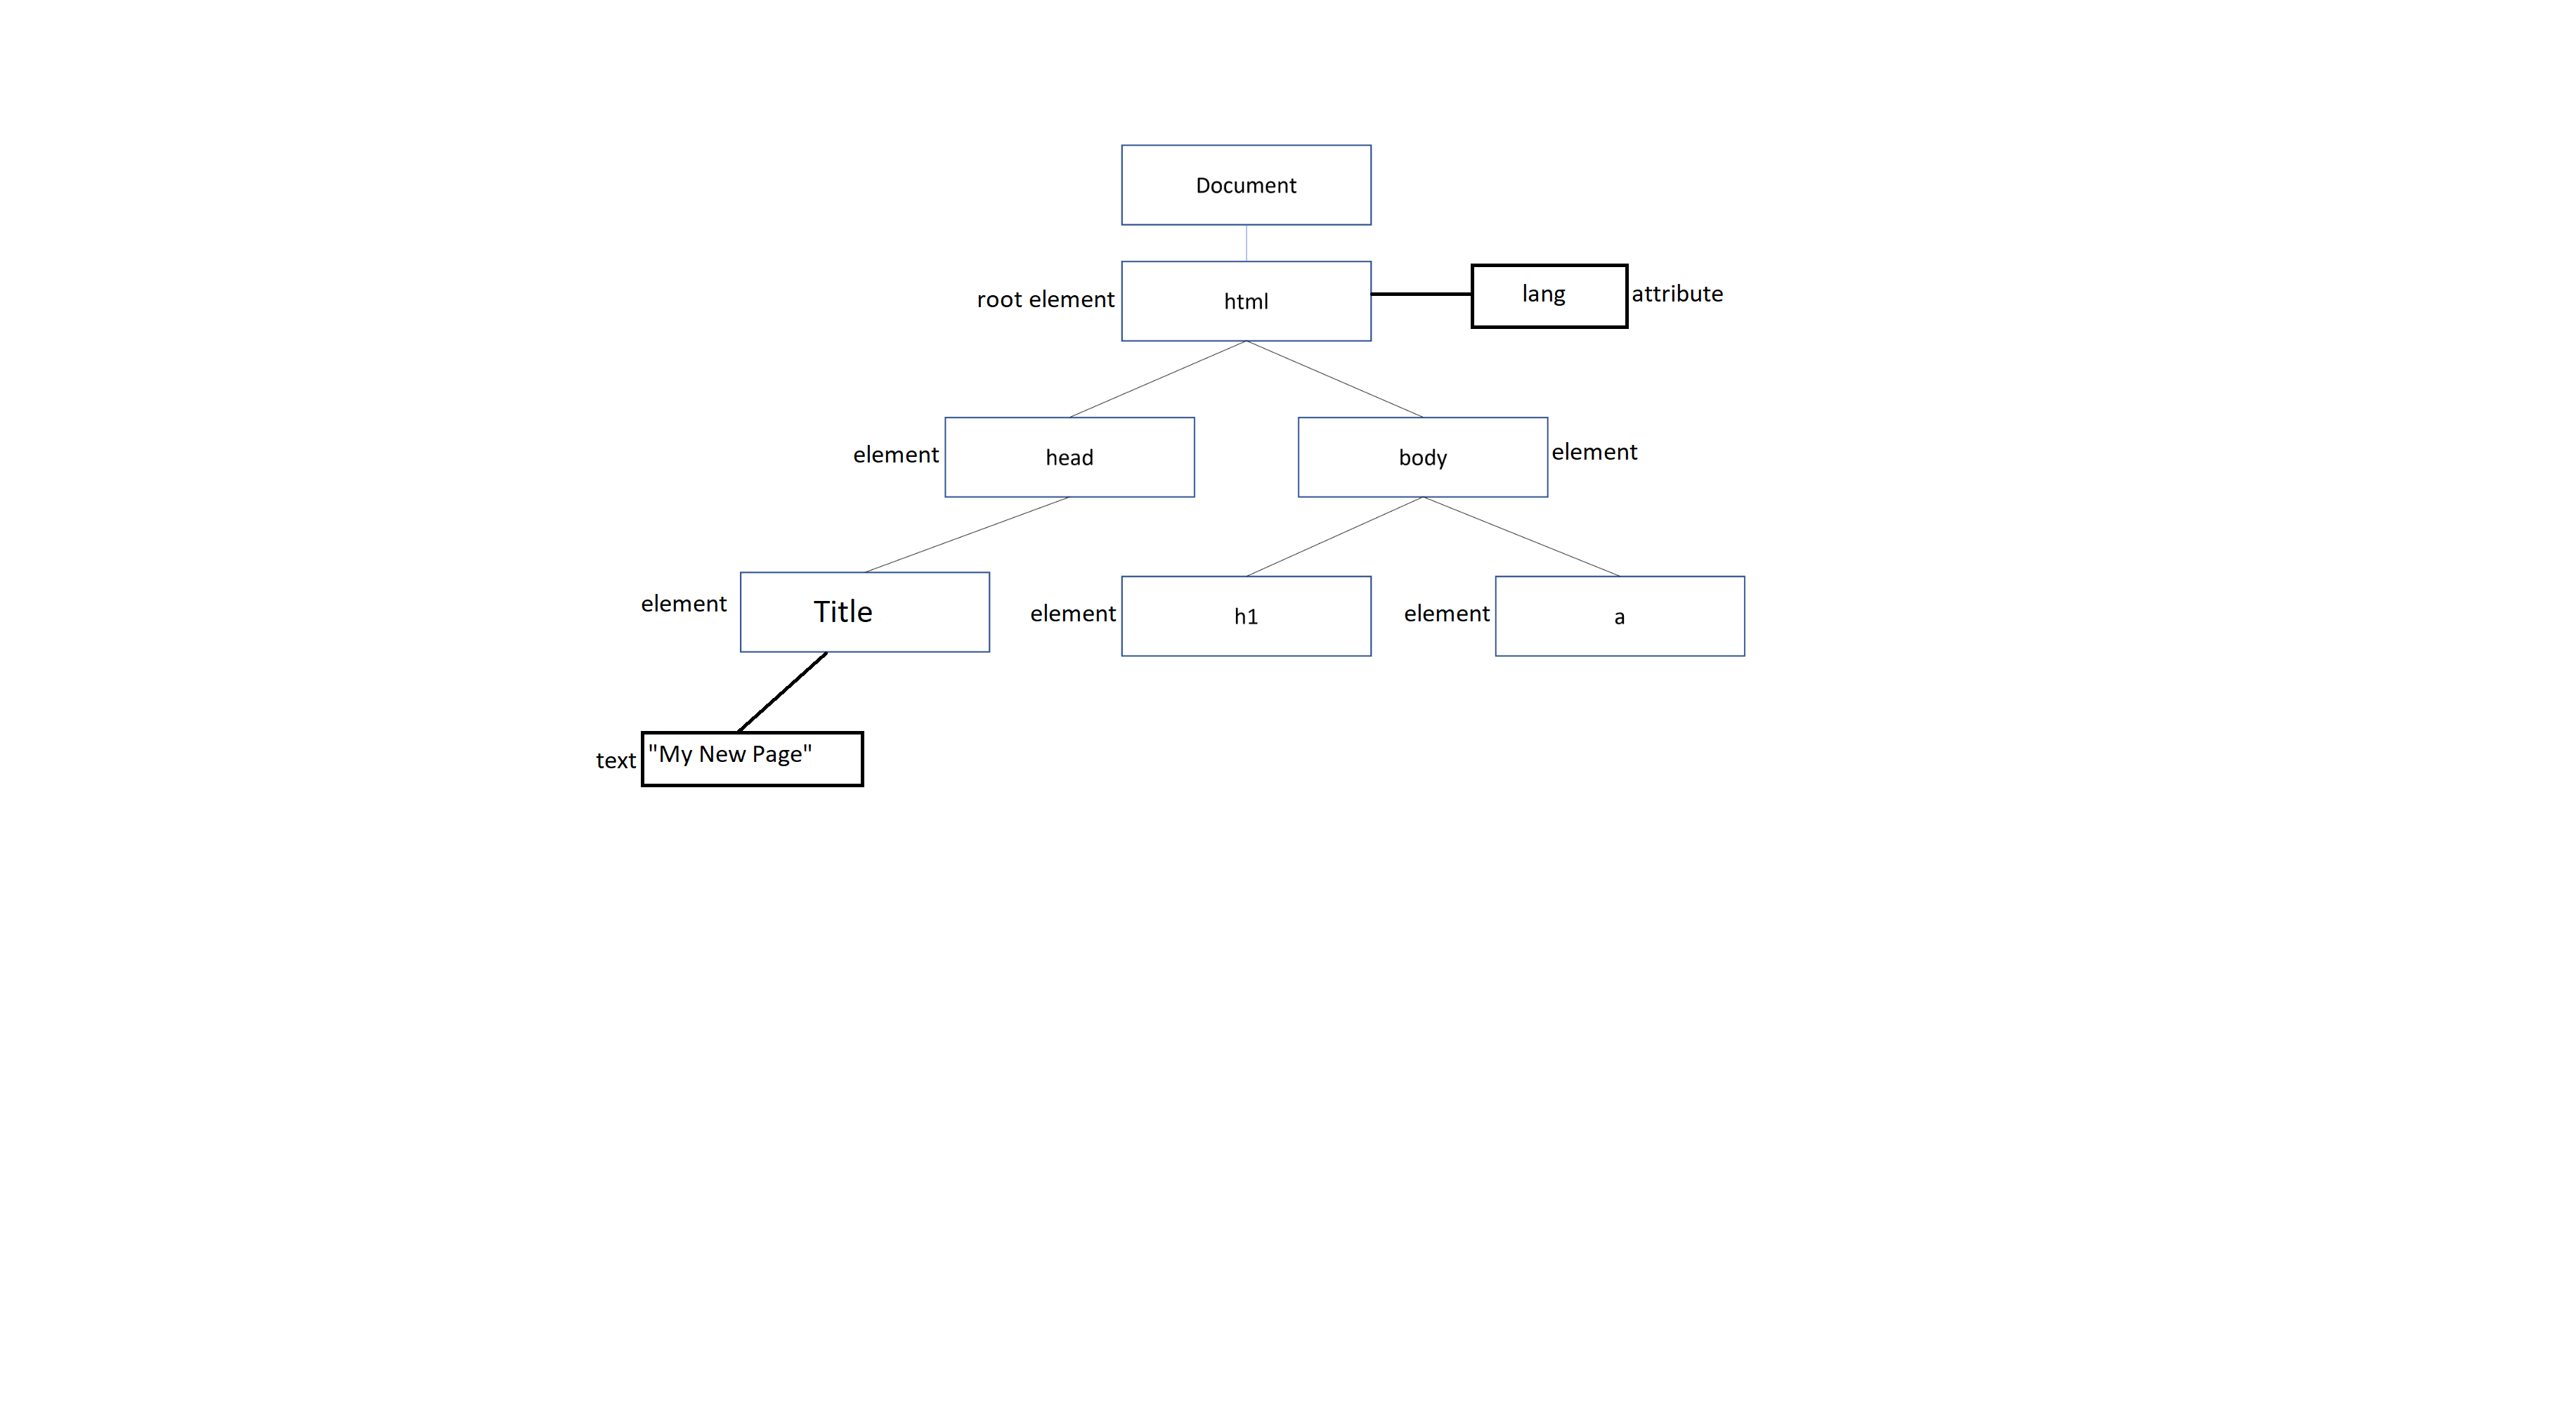 Document
root element
html
lang
attribute
element
head
body
element
element
Title
element
h1
element
a
text
"My New Page"